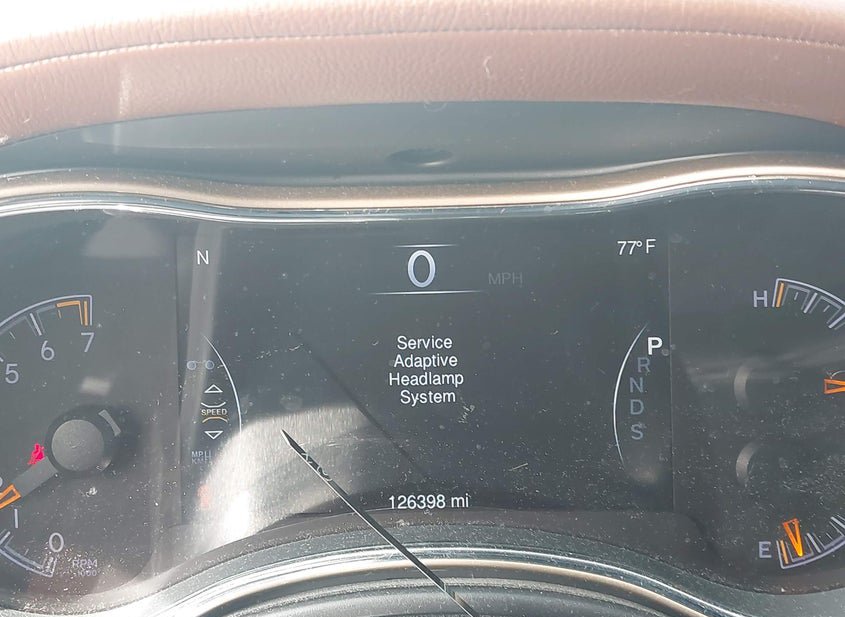 N
0 MPH
77° F
H
7
6
5
Service
Adaptive
Headlamp
System
P
R
N
D
S
SPEED
1
0
RPM
126398 mi
E